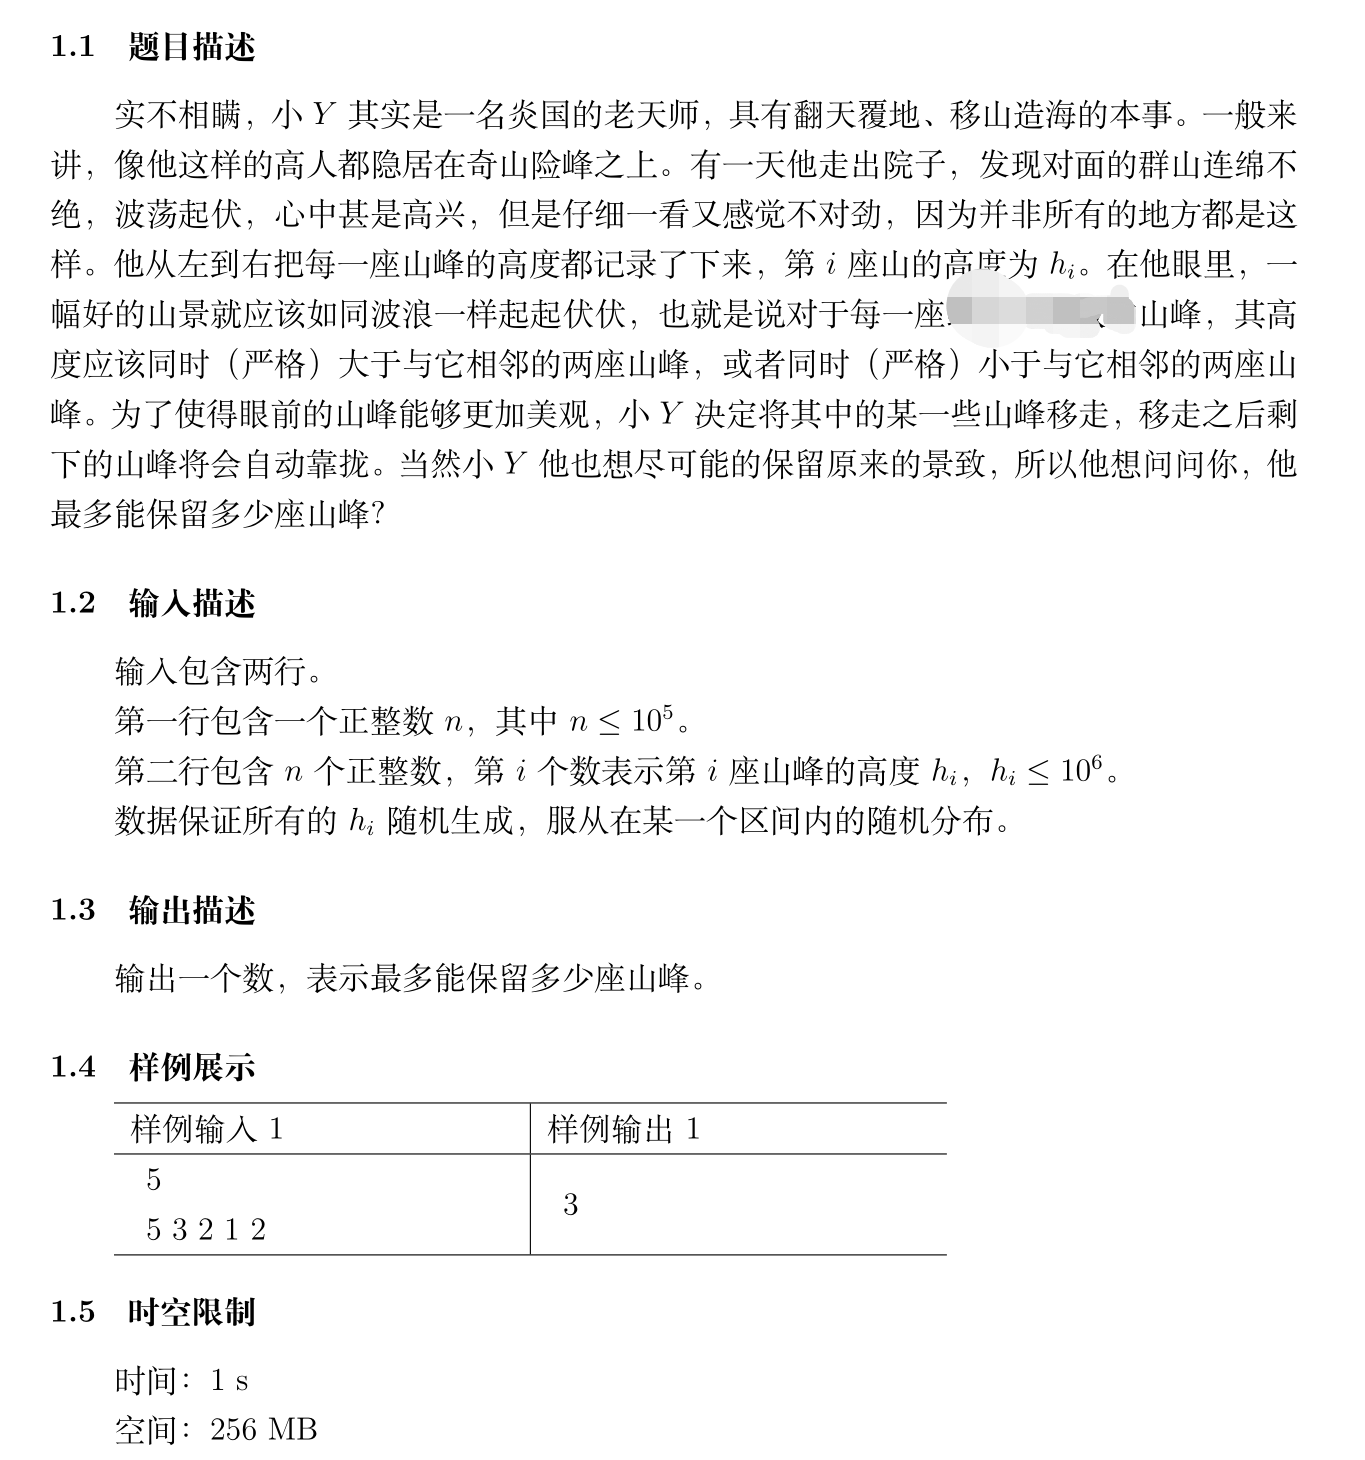 1.1 题目描述
实不相瞒，小 Y 其实是一名炎国的老天师，具有翻天覆地、移山造海的本事。一般来
讲，像他这样的高人都隐居在奇山险峰之上。有一天他走出院子，发现对面的群山连绵不
绝，波荡起伏，心中甚是高兴，但是仔细一看又感觉不对劲，因为并非所有的地方都是这
样。他从左到右把每一座山峰的高度都记录了下来，第 i 座山的高度为 hᵢ。在他眼里，一
幅好的山景就应该如同波浪一样起起伏伏，也就是说对于每一座 山峰，其高
度应该同时（严格）大于与它相邻的两座山峰，或者同时（严格）小于与它相邻的两座山
峰。为了使得眼前的山峰能够更加美观，小 Y 决定将其中的某一些山峰移走，移走之后剩
下的山峰将会自动靠拢。当然小 Y 他也想尽可能的保留原来的景致，所以他想问问你，他
最多能保留多少座山峰？
1.2 输入描述
输入包含两行。
第一行包含一个正整数 n，其中 n ≤ 10⁵。
第二行包含 n 个正整数，第 i 个数表示第 i 座山峰的高度 hᵢ，hᵢ ≤ 10⁶。
数据保证所有的 hᵢ 随机生成，服从在某一个区间内的随机分布。
1.3 输出描述
输出一个数，表示最多能保留多少座山峰。
1.4 样例展示
样例输入 1 样例输出 1
5
3
5 3 2 1 2
1.5 时空限制
时间：1 s
空间：256 MB